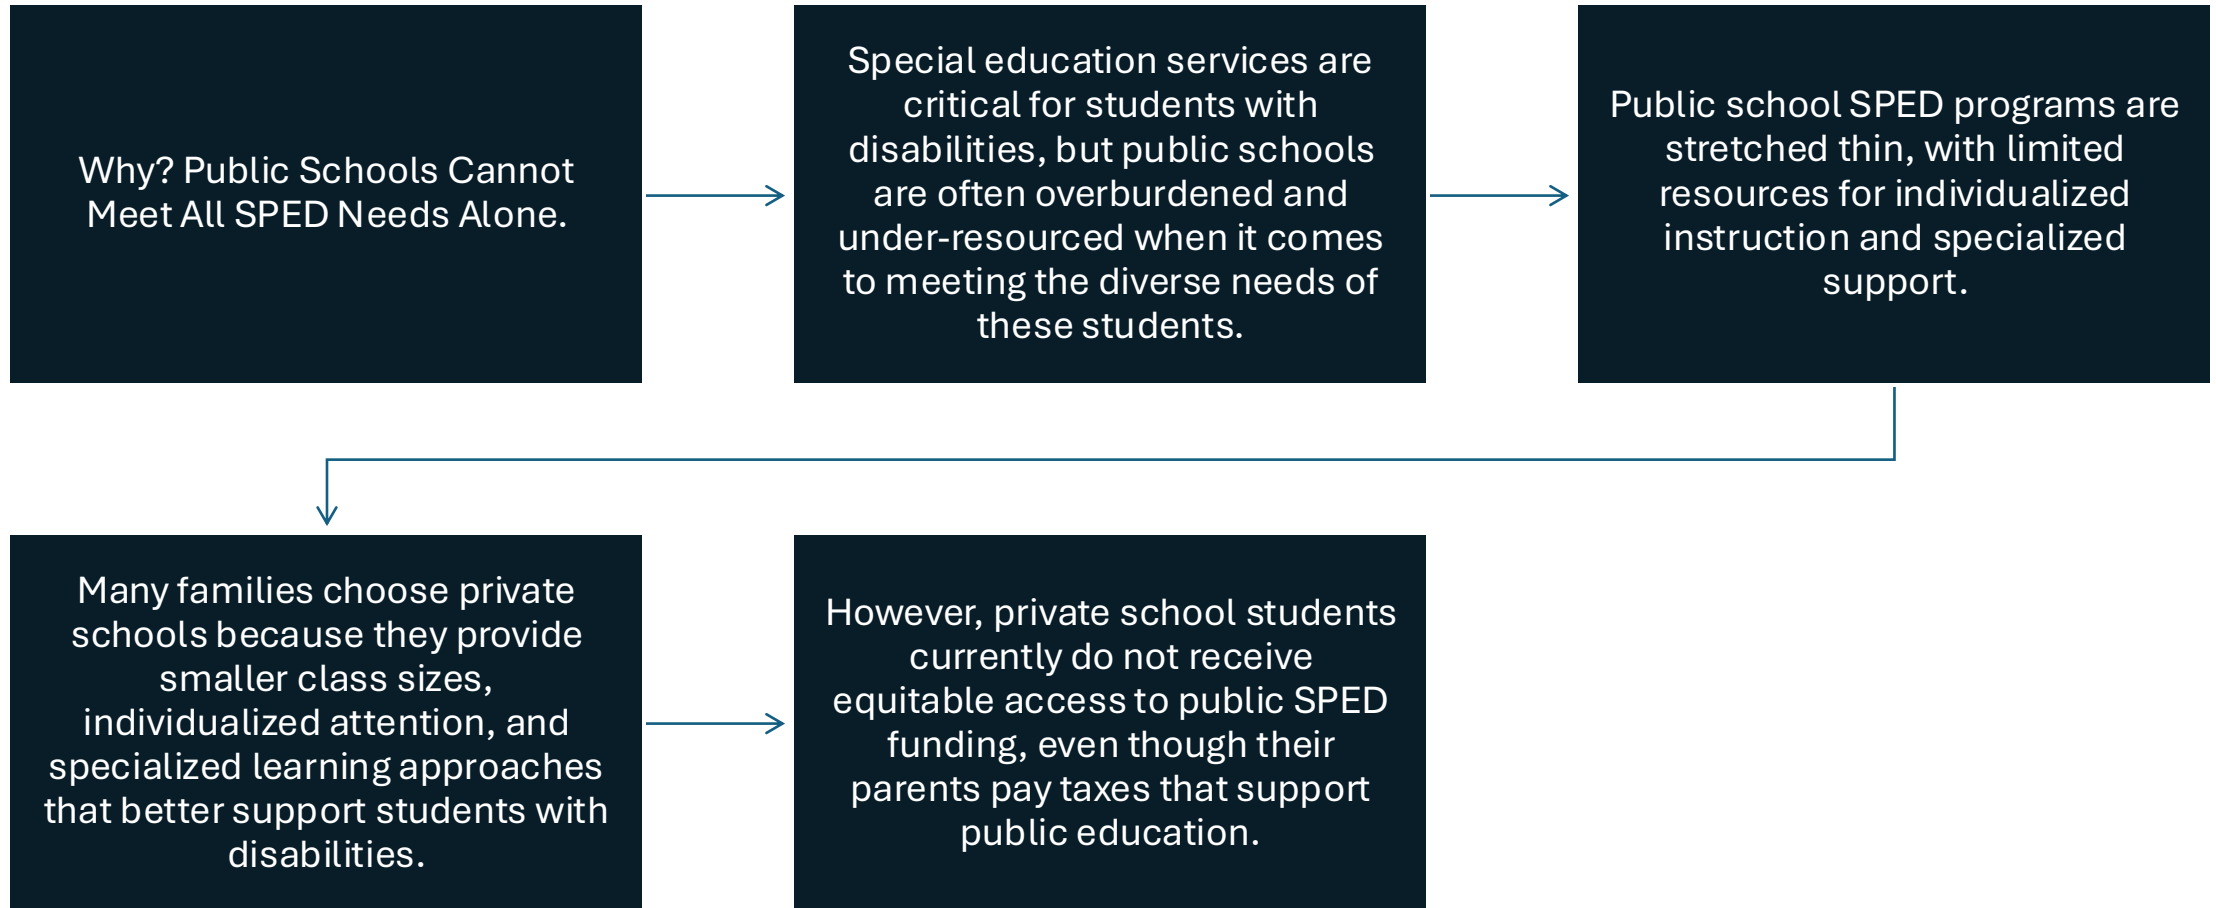 Why? Public Schools Cannot
Meet All SPED Needs Alone.
Special education services are
critical for students with
disabilities, but public schools
are often overburdened and
under-resourced when it comes
to meeting the diverse needs of
these students.
Public school SPED programs are
stretched thin, with limited
resources for individualized
instruction and specialized
support.
Many families choose private
schools because they provide
smaller class sizes,
individualized attention, and
specialized learning approaches
that better support students with
disabilities.
However, private school students
currently do not receive
equitable access to public SPED
funding, even though their
parents pay taxes that support
public education.